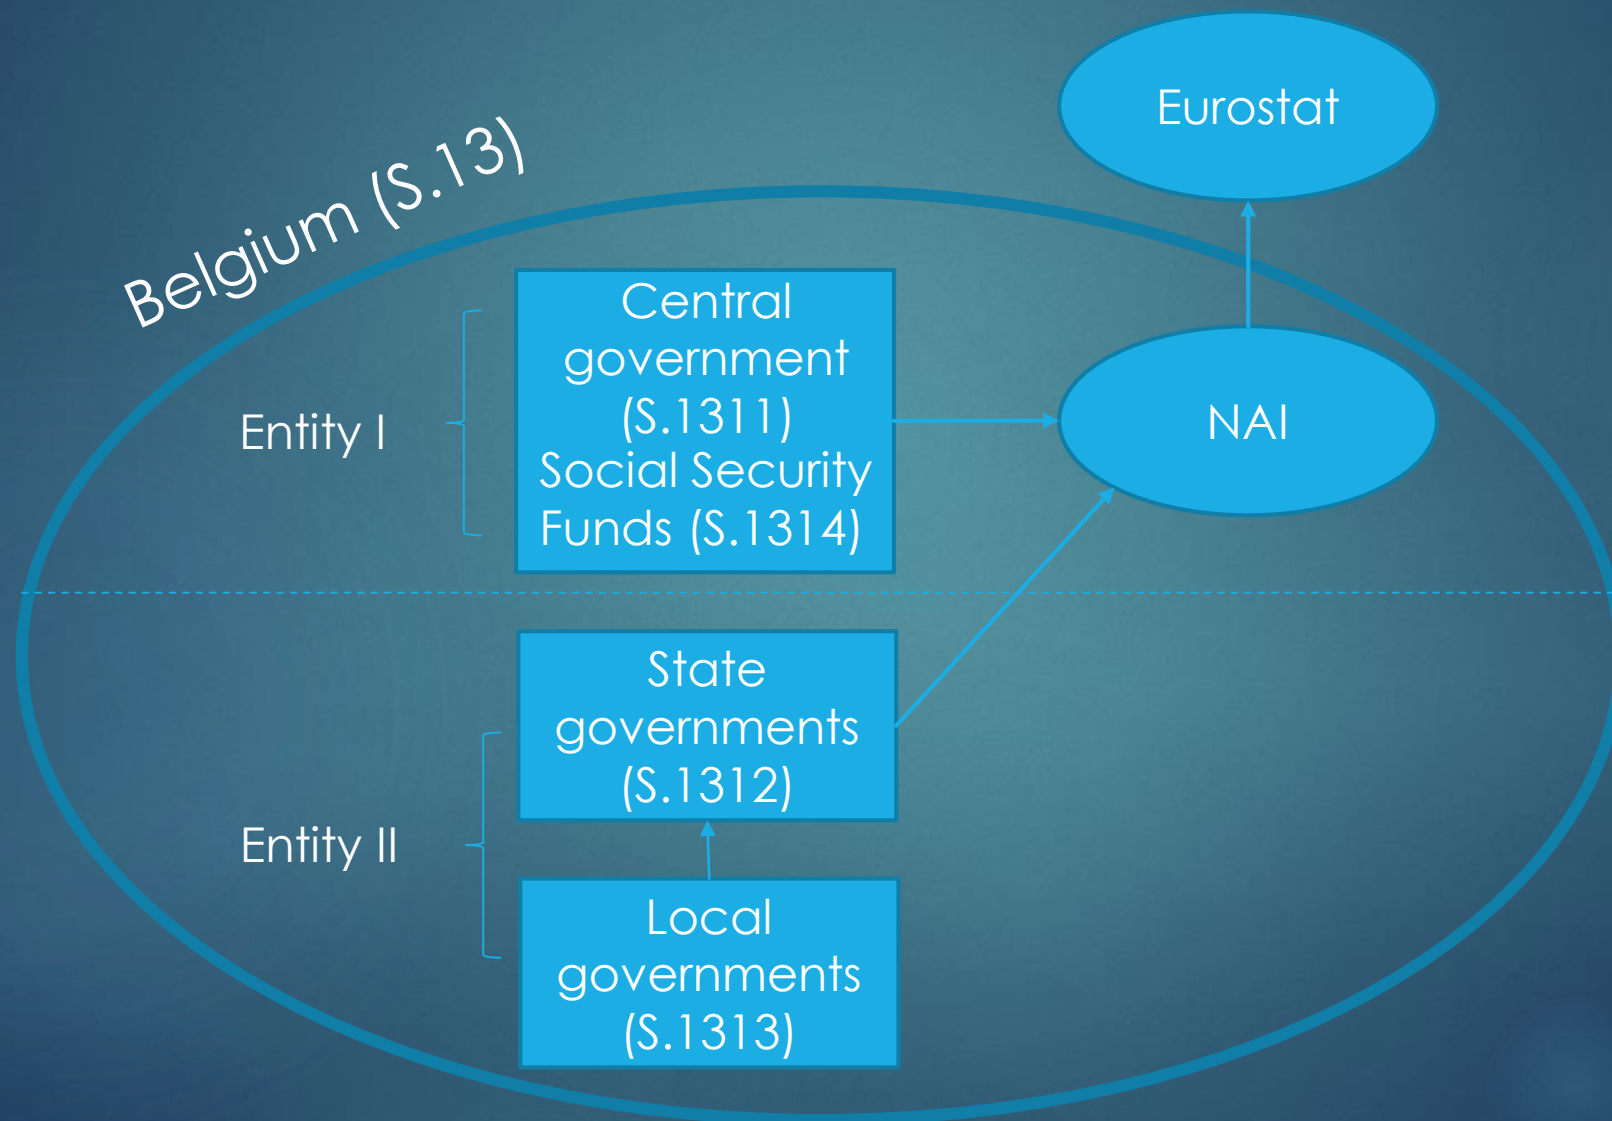 Eurostat
Belgium (S.13)
Central
government
(S.1311)
Social Security
Funds (S.1314)
Entity I
NAI
State
governments
(S.1312)
Entity II
Local
governments
(S.1313)